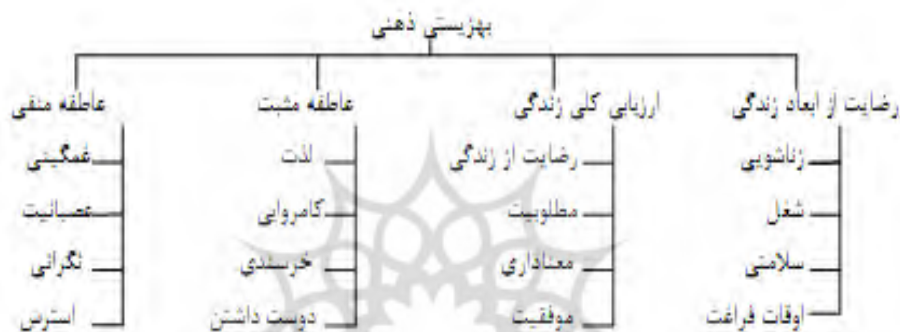 بهزیستی ذهنی
رضایت از ابعاد زندگی ارزیابی کلی زندگی عاطفه مثبت عاطفه منفی
زناشویی رضایت از زندگی لذت غمگینی
شغل مطلوبیت کامروایی عصبانیت
سلامتی معناداری خرسندی نگرانی
اوقات فراغت موفقیت دوست داشتن استرس